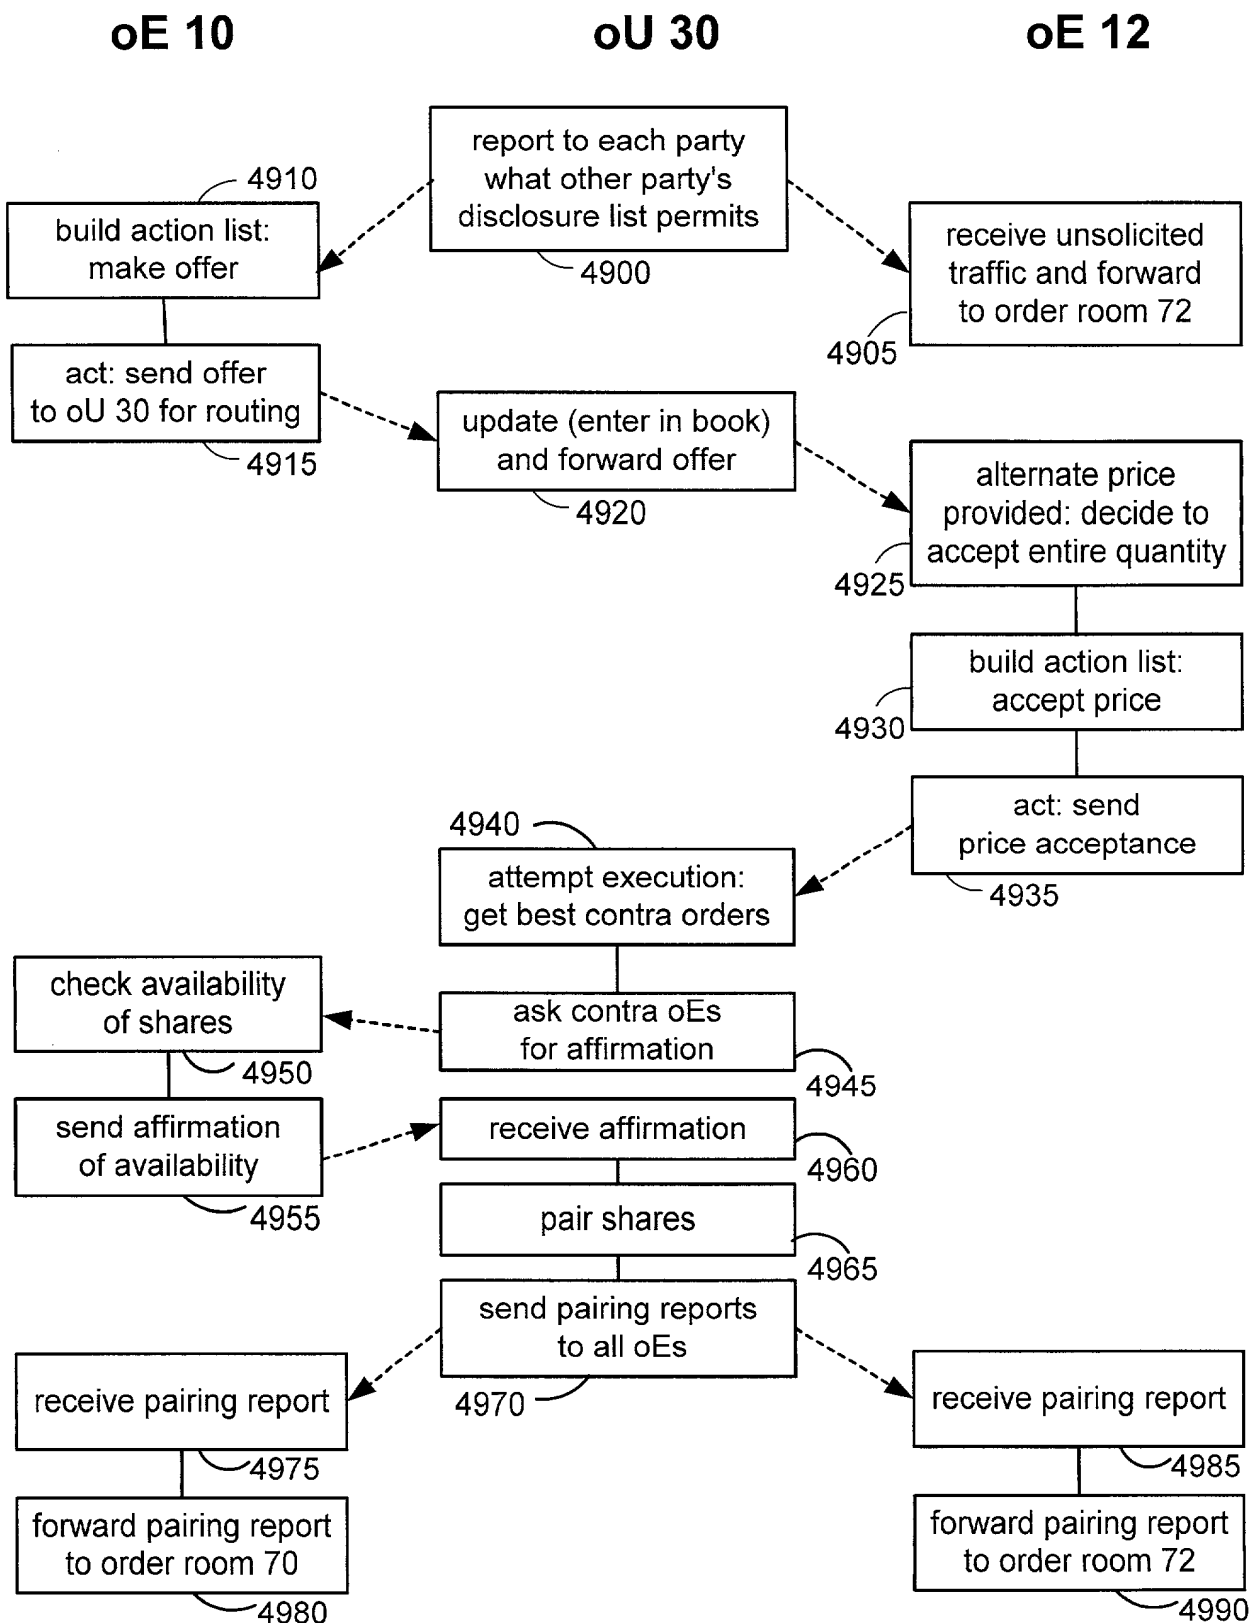 oE 10
oU 30
oE 12
report to each party
what other party's
disclosure list permits
4900
4910
build action list:
make offer
receive unsolicited
traffic and forward
to order room 72
4905
act: send offer
to oU 30 for routing
4915
update (enter in book)
and forward offer
4920
alternate price
provided: decide to
accept entire quantity
4925
build action list:
accept price
4930
act: send
price acceptance
4935
4940
attempt execution:
get best contra orders
ask contra oEs
for affirmation
4945
check availability
of shares
4950
send affirmation
of availability
4955
receive affirmation
4960
pair shares
4965
send pairing reports
to all oEs
4970
receive pairing report
4975
forward pairing report
to order room 70
4980
receive pairing report
4985
forward pairing report
to order room 72
4990